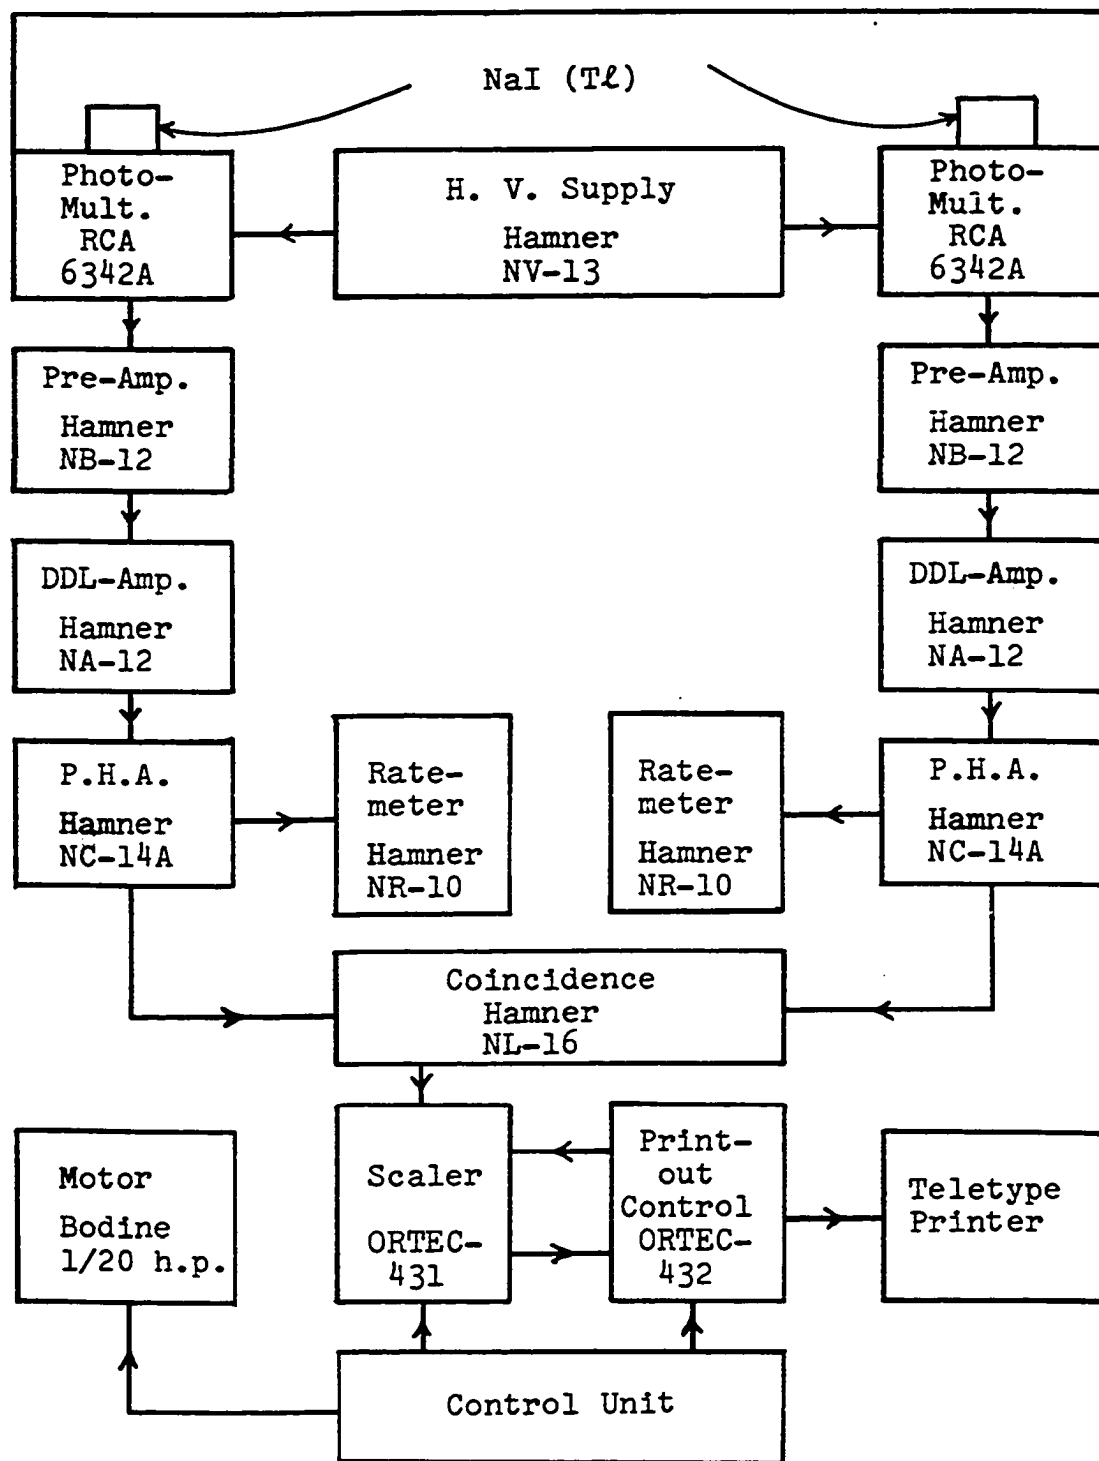 NaI (Tℓ)
Photo-
Mult.
RCA
6342A
H. V. Supply
Hamner
NV-13
Photo-
Mult.
RCA
6342A
Pre-Amp.
Hamner
NB-12
Pre-Amp.
Hamner
NB-12
DDL-Amp.
Hamner
NA-12
DDL-Amp.
Hamner
NA-12
P.H.A.
Hamner
NC-14A
Rate-
meter
Hamner
NR-10
Rate-
meter
Hamner
NR-10
P.H.A.
Hamner
NC-14A
Coincidence
Hamner
NL-16
Motor
Bodine
1/20 h.p.
Scaler
ORTEC-
431
Print-
out
Control
ORTEC-
432
Teletype
Printer
Control Unit